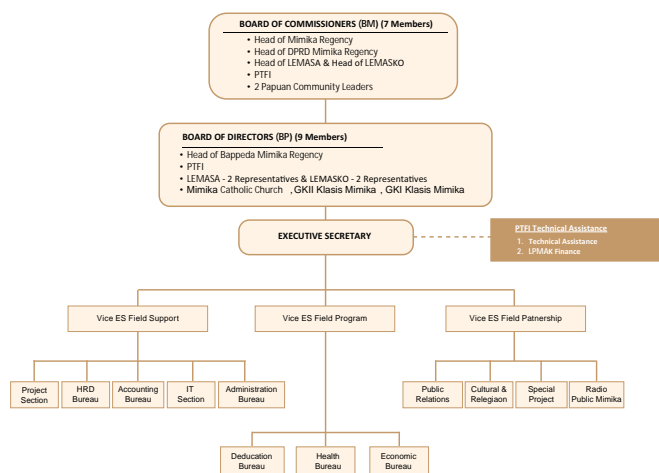 BOARD OF COMMISSIONERS (BM) (7 Members)
• Head of Mimika Regency
• Head of DPRD Mimika Regency
• Head of LEMASA & Head of LEMASKO
• PTFI
• 2 Papuan Community Leaders
BOARD OF DIRECTORS (BP) (9 Members)
• Head of Bappeda Mimika Regency
• PTFI
• LEMASA - 2 Representatives & LEMASKO - 2 Representatives
• Mimika Catholic Church , GKII Klasis Mimika , GKI Klasis Mimika
EXECUTIVE SECRETARY
PTFI Technical Assistance
1. Technical Assistance
2. LPMAK Finance
Vice ES Field Support
Vice ES Field Program
Vice ES Field Patnership
Project
Section
HRD
Bureau
Accounting
Bureau
IT
Section
Administration
Bureau
Public
Relations
Cultural &
Relegiaon
Special
Project
Radio
Public Mimika
Deducation
Bureau
Health
Bureau
Economic
Bureau